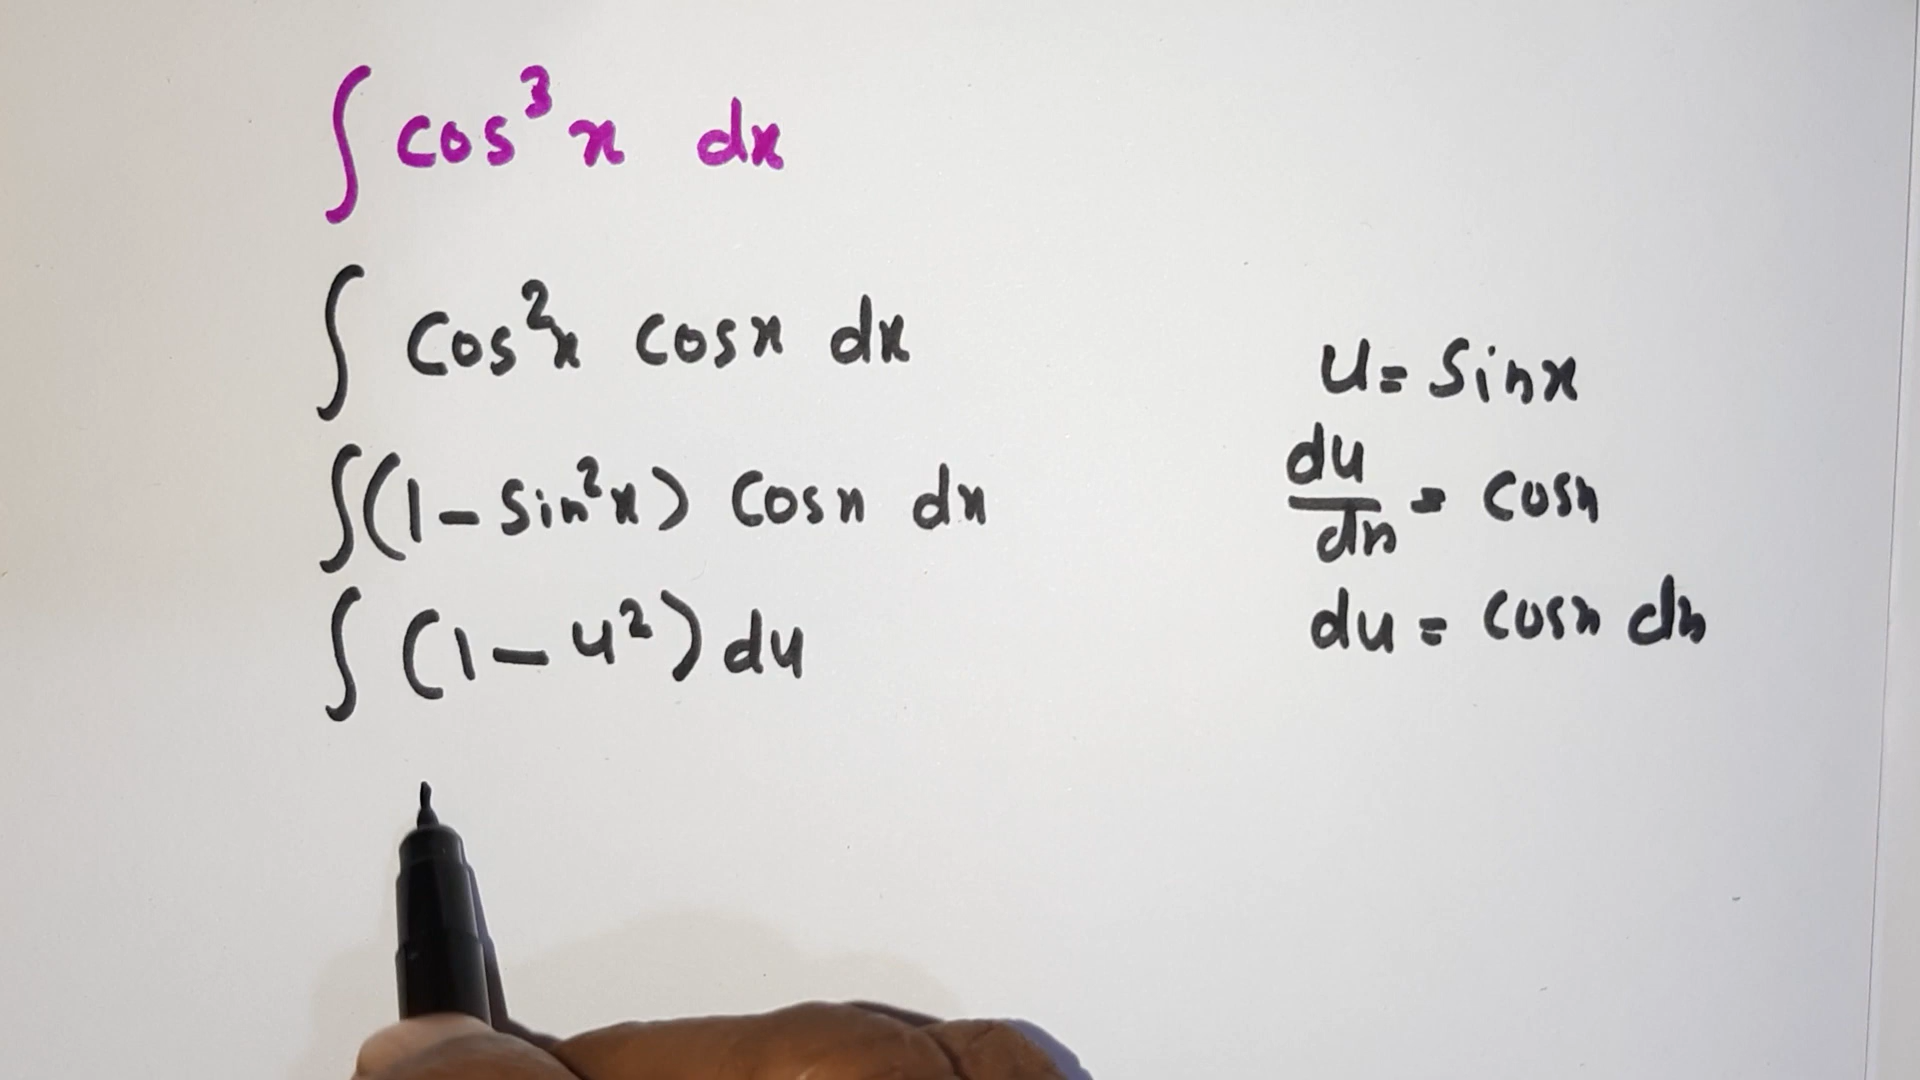 ∫ cos³x dx
∫ cos²x cosx dx
∫(1-sin²x) cosx dx
∫ (1-u²) du
u= sinx
du/dx = cosx
du = cosx dx